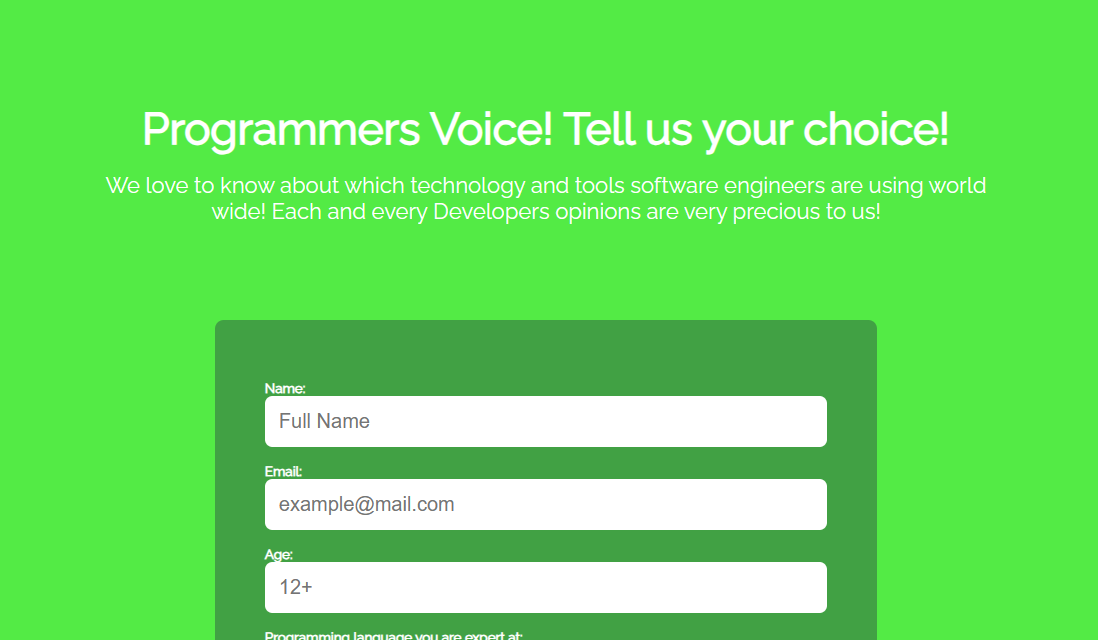 Programmers Voice! Tell us your choice!
We love to know about which technology and tools software engineers are using world
wide! Each and every Developers opinions are very precious to us!
Name:
Full Name
Email:
example@mail.com
Age:
12+
Programming language you are expert at: